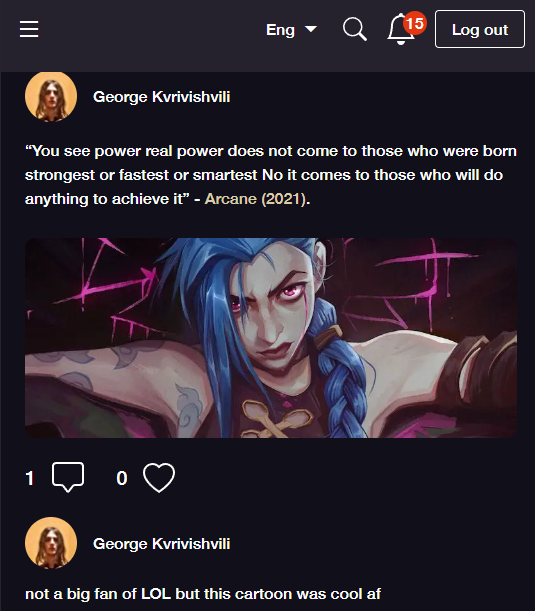 Eng
15
Log out
George Kvrivishvili
“You see power real power does not come to those who were born
strongest or fastest or smartest No it comes to those who will do
anything to achieve it” - Arcane (2021).
1
0
George Kvrivishvili
not a big fan of LOL but this cartoon was cool af